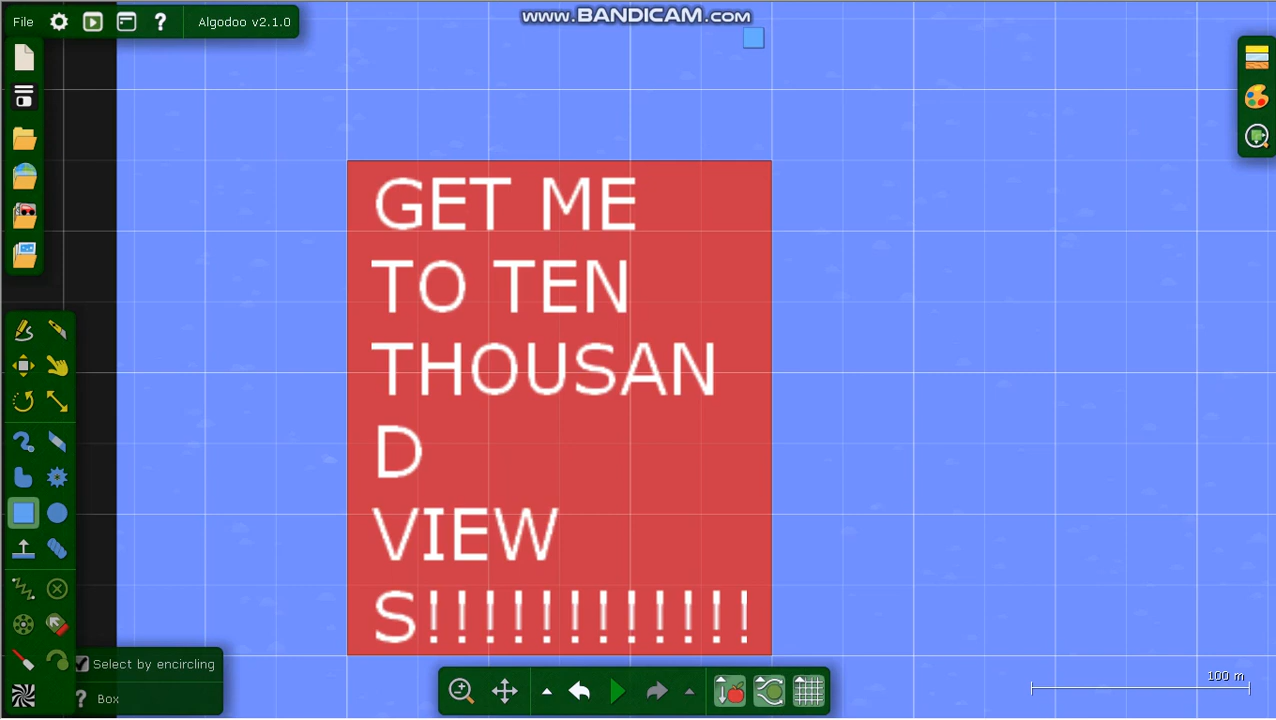 File
Algodoo v2.1.0
www.BANDICAM.com
GET ME
TO TEN
THOUSAN
D
VIEW
S!!!!!!!!!!!!
Select by encircling
? Box
100 m